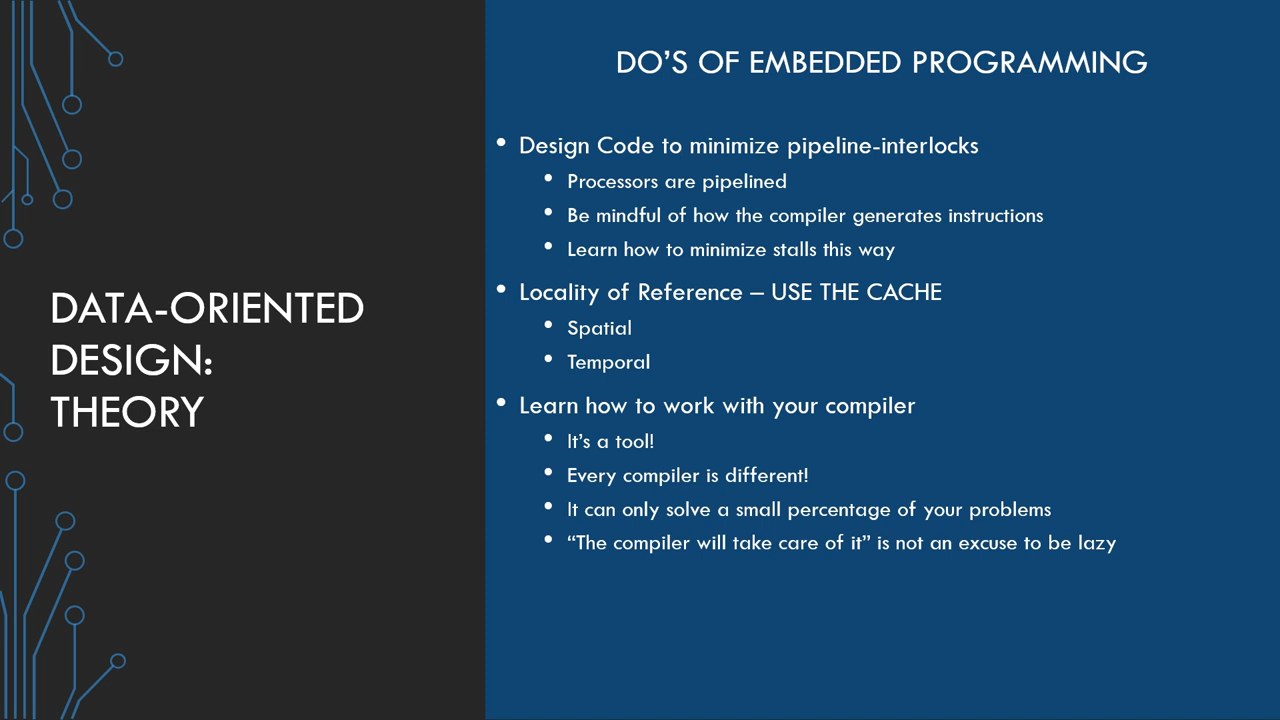 DATA-ORIENTED
DESIGN:
THEORY
DO’S OF EMBEDDED PROGRAMMING
• Design Code to minimize pipeline-interlocks
• Processors are pipelined
• Be mindful of how the compiler generates instructions
• Learn how to minimize stalls this way
• Locality of Reference – USE THE CACHE
• Spatial
• Temporal
• Learn how to work with your compiler
• It’s a tool!
• Every compiler is different!
• It can only solve a small percentage of your problems
• “The compiler will take care of it” is not an excuse to be lazy